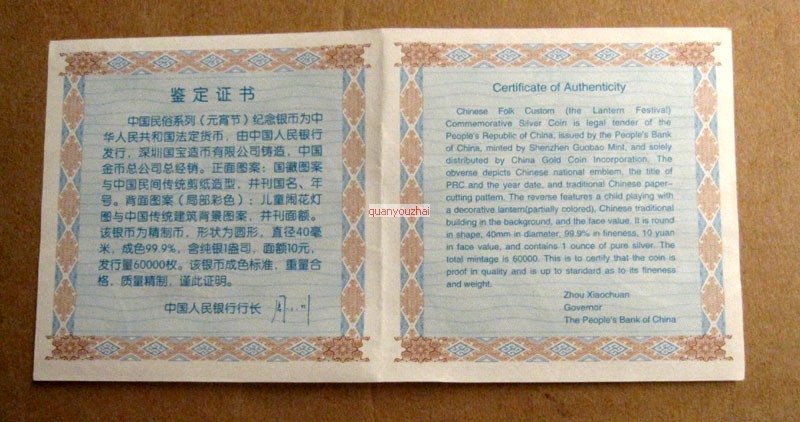 鉴定证书
中国民俗系列（元宵节）纪念银币为中
华人民共和国法定货币，由中国人民银行
发行，深圳国宝造币有限公司铸造，中国
金币总公司总经销。正面图案：国徽图案
与中国民间传统剪纸造型，并刊国名、年
号。背面图案（局部彩色）：儿童闹花灯
图与中国传统建筑背景图案，并刊面额。
该银币为精制币，形状为圆形，直径40毫
米，成色99.9%，含纯银1盎司，面额10元，
发行量60000枚。该银币成色标准，重量合
格，质量精制，谨此证明。
中国人民银行行长
quanyouzhai
Certificate of Authenticity
Chinese Folk Custom (the Lantern Festival)
Commemorative Silver Coin is legal tender of the
People's Republic of China, issued by the People's Bank
of China, minted by Shenzhen Guobao Mint, and solely
distributed by China Gold Coin Incorporation. The
obverse depicts Chinese national emblem, the title of
PRC and the year date, and traditional Chinese paper-
cutting pattern. The reverse features a child playing with
a decorative lantern(partially colored), Chinese traditional
building in the background, and the face value. It is round
in shape, 40mm in diameter, 99.9% in fineness, 10 yuan
in face value, and contains 1 ounce of pure silver. The
total mintage is 60000. This is to certify that the coin is
proof in quality and is up to standard as to its fineness
and weight.
Zhou Xiaochuan
Governor
The People's Bank of China